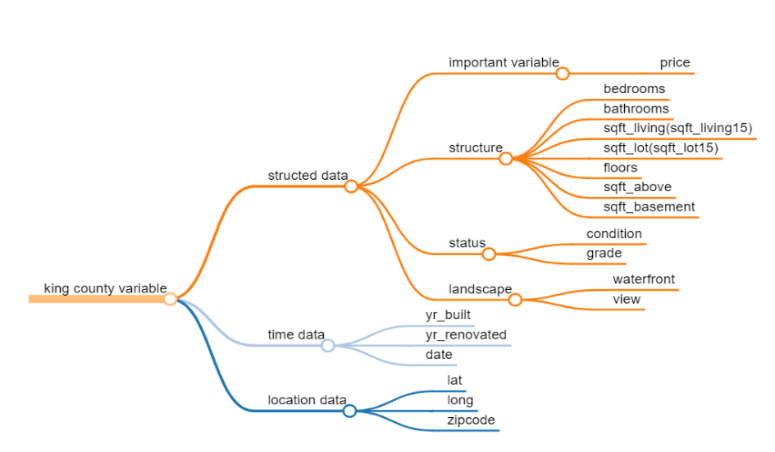 important variable
price
bedrooms
bathrooms
sqft_living(sqft_living15)
structure
sqft_lot(sqft_lot15)
floors
structed data
sqft_above
sqft_basement
condition
status
grade
waterfront
king county variable
landscape
view
yr_built
time data
yr_renovated
date
lat
location data
long
zipcode